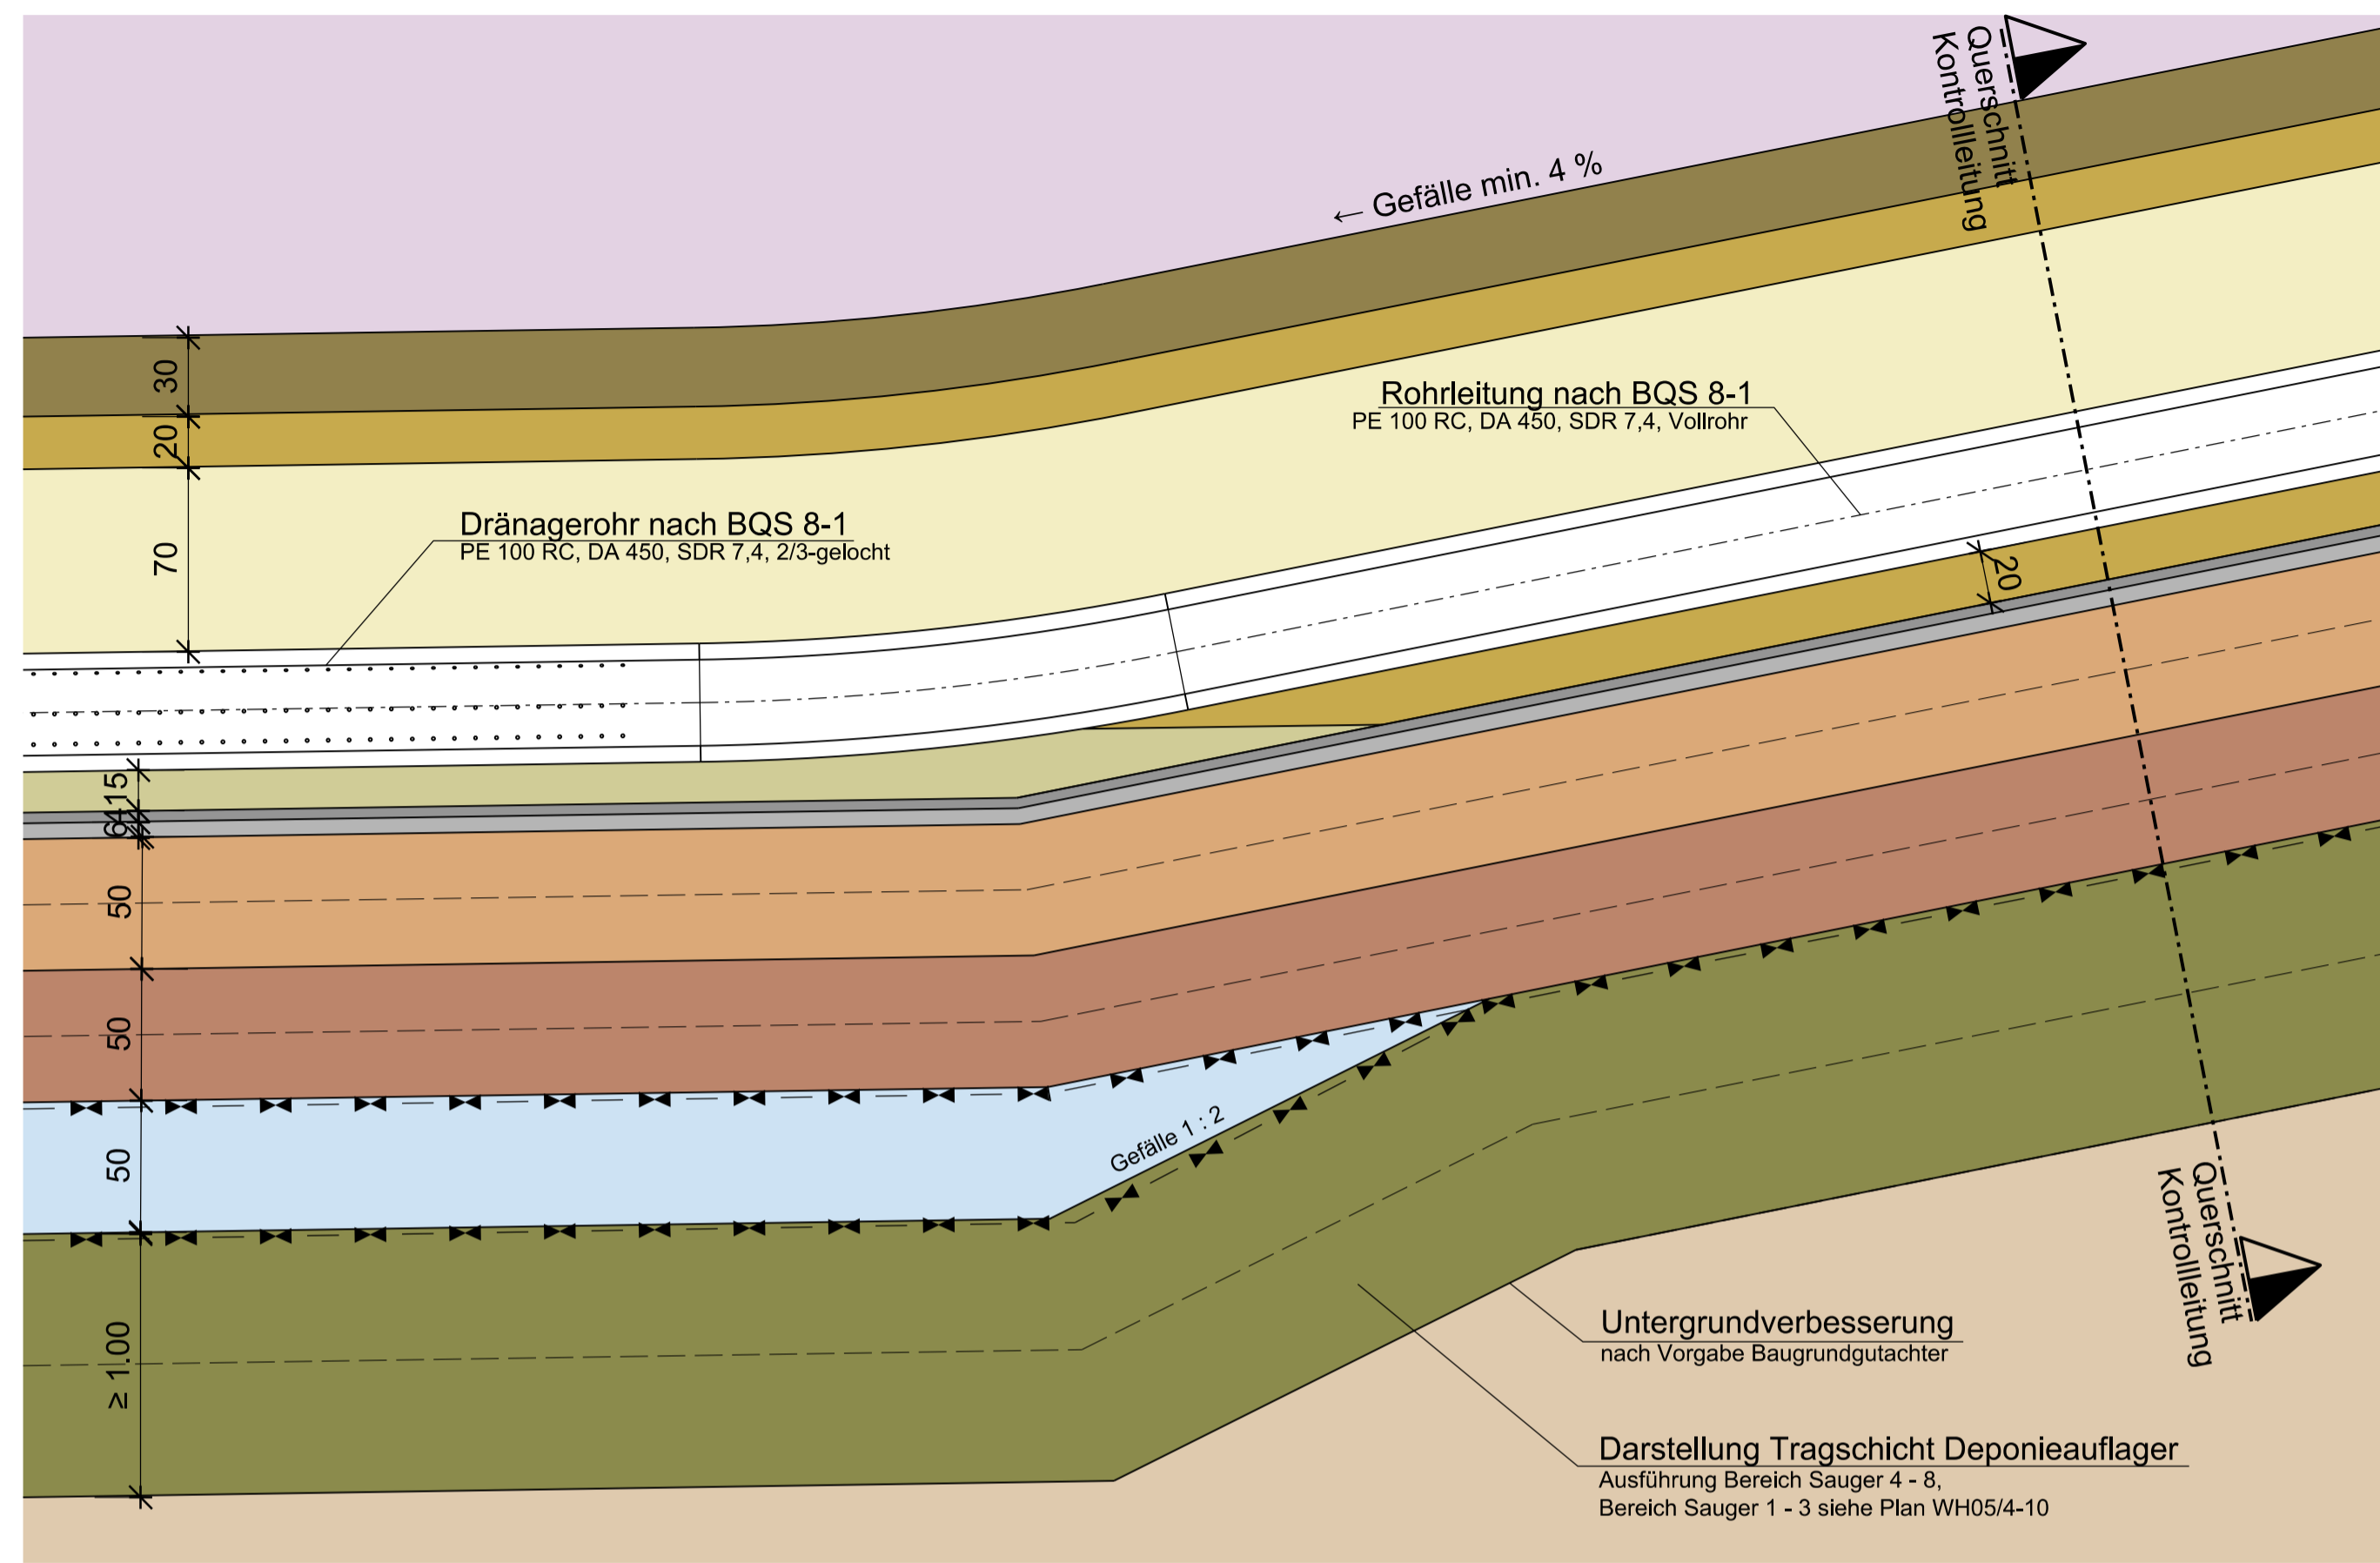 Querschnitt
Kontrollleitung
← Gefälle min. 4 %
30
20
70
Rohrleitung nach BQS 8-1
PE 100 RC, DA 450, SDR 7,4, Vollrohr
Dränagerohr nach BQS 8-1
PE 100 RC, DA 450, SDR 7,4, 2/3-gelocht
20
15
4
6
50
50
50
Gefälle 1 : 2
≥ 1.00
Querschnitt
Kontrollleitung
Untergrundverbesserung
nach Vorgabe Baugrundgutachter
Darstellung Tragschicht Deponieauflager
Ausführung Bereich Sauger 4 - 8,
Bereich Sauger 1 - 3 siehe Plan WH05/4-10